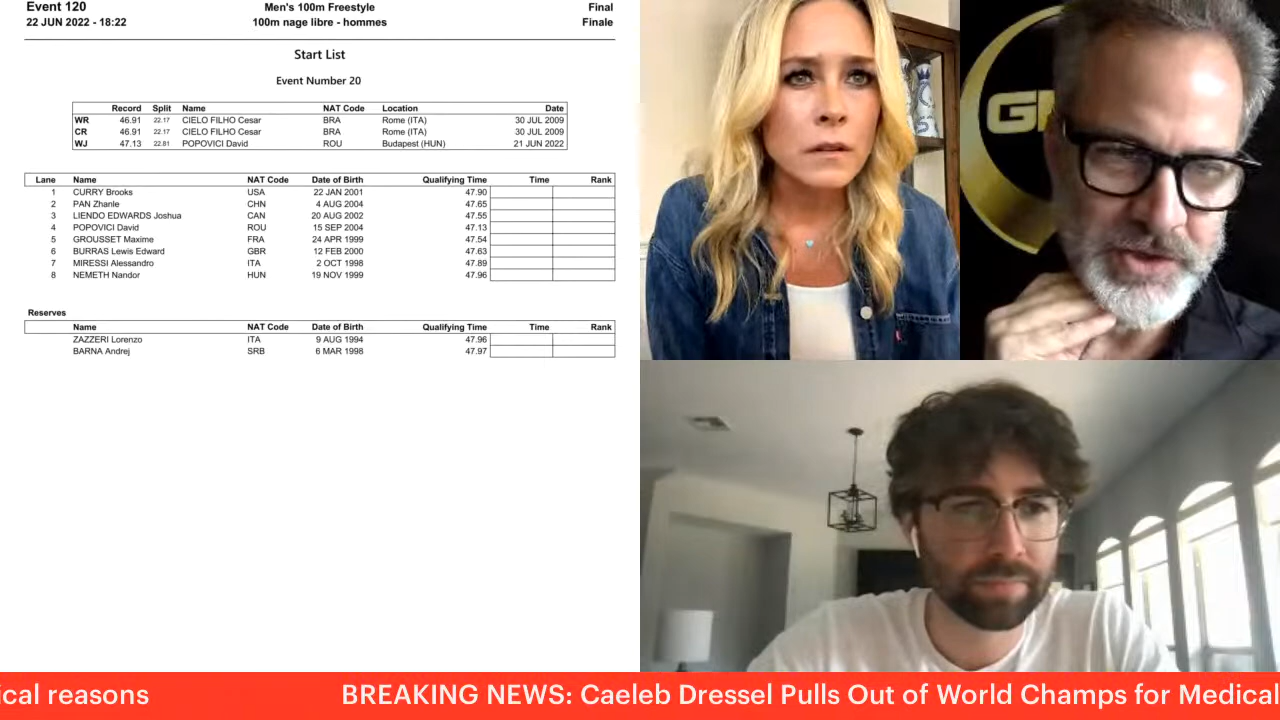 Event 120 Men's 100m Freestyle Final
22 JUN 2022 - 18:22 100m nage libre - hommes Finale
Start List
Event Number 20
Record Split Name NAT Code Location Date
WR 46.91 22.17 CIELO FILHO Cesar BRA Rome (ITA) 30 JUL 2009
CR 46.91 22.17 CIELO FILHO Cesar BRA Rome (ITA) 30 JUL 2009
WJ 47.13 22.81 POPOVICI David ROU Budapest (HUN) 21 JUN 2022
Lane Name NAT Code Date of Birth Qualifying Time Time Rank
1 CURRY Brooks USA 22 JAN 2001 47.90
2 PAN Zhanle CHN 4 AUG 2004 47.65
3 LIENDO EDWARDS Joshua CAN 20 AUG 2002 47.55
4 POPOVICI David ROU 15 SEP 2004 47.13
5 GROUSSET Maxime FRA 24 APR 1999 47.54
6 BURRAS Lewis Edward GBR 12 FEB 2000 47.63
7 MIRESSI Alessandro ITA 2 OCT 1998 47.89
8 NEMETH Nandor HUN 19 NOV 1999 47.96
Reserves
Name NAT Code Date of Birth Qualifying Time Time Rank
ZAZZERI Lorenzo ITA 9 AUG 1994 47.96
BARNA Andrej SRB 6 MAR 1998 47.97
ical reasons BREAKING NEWS: Caeleb Dressel Pulls Out of World Champs for Medical